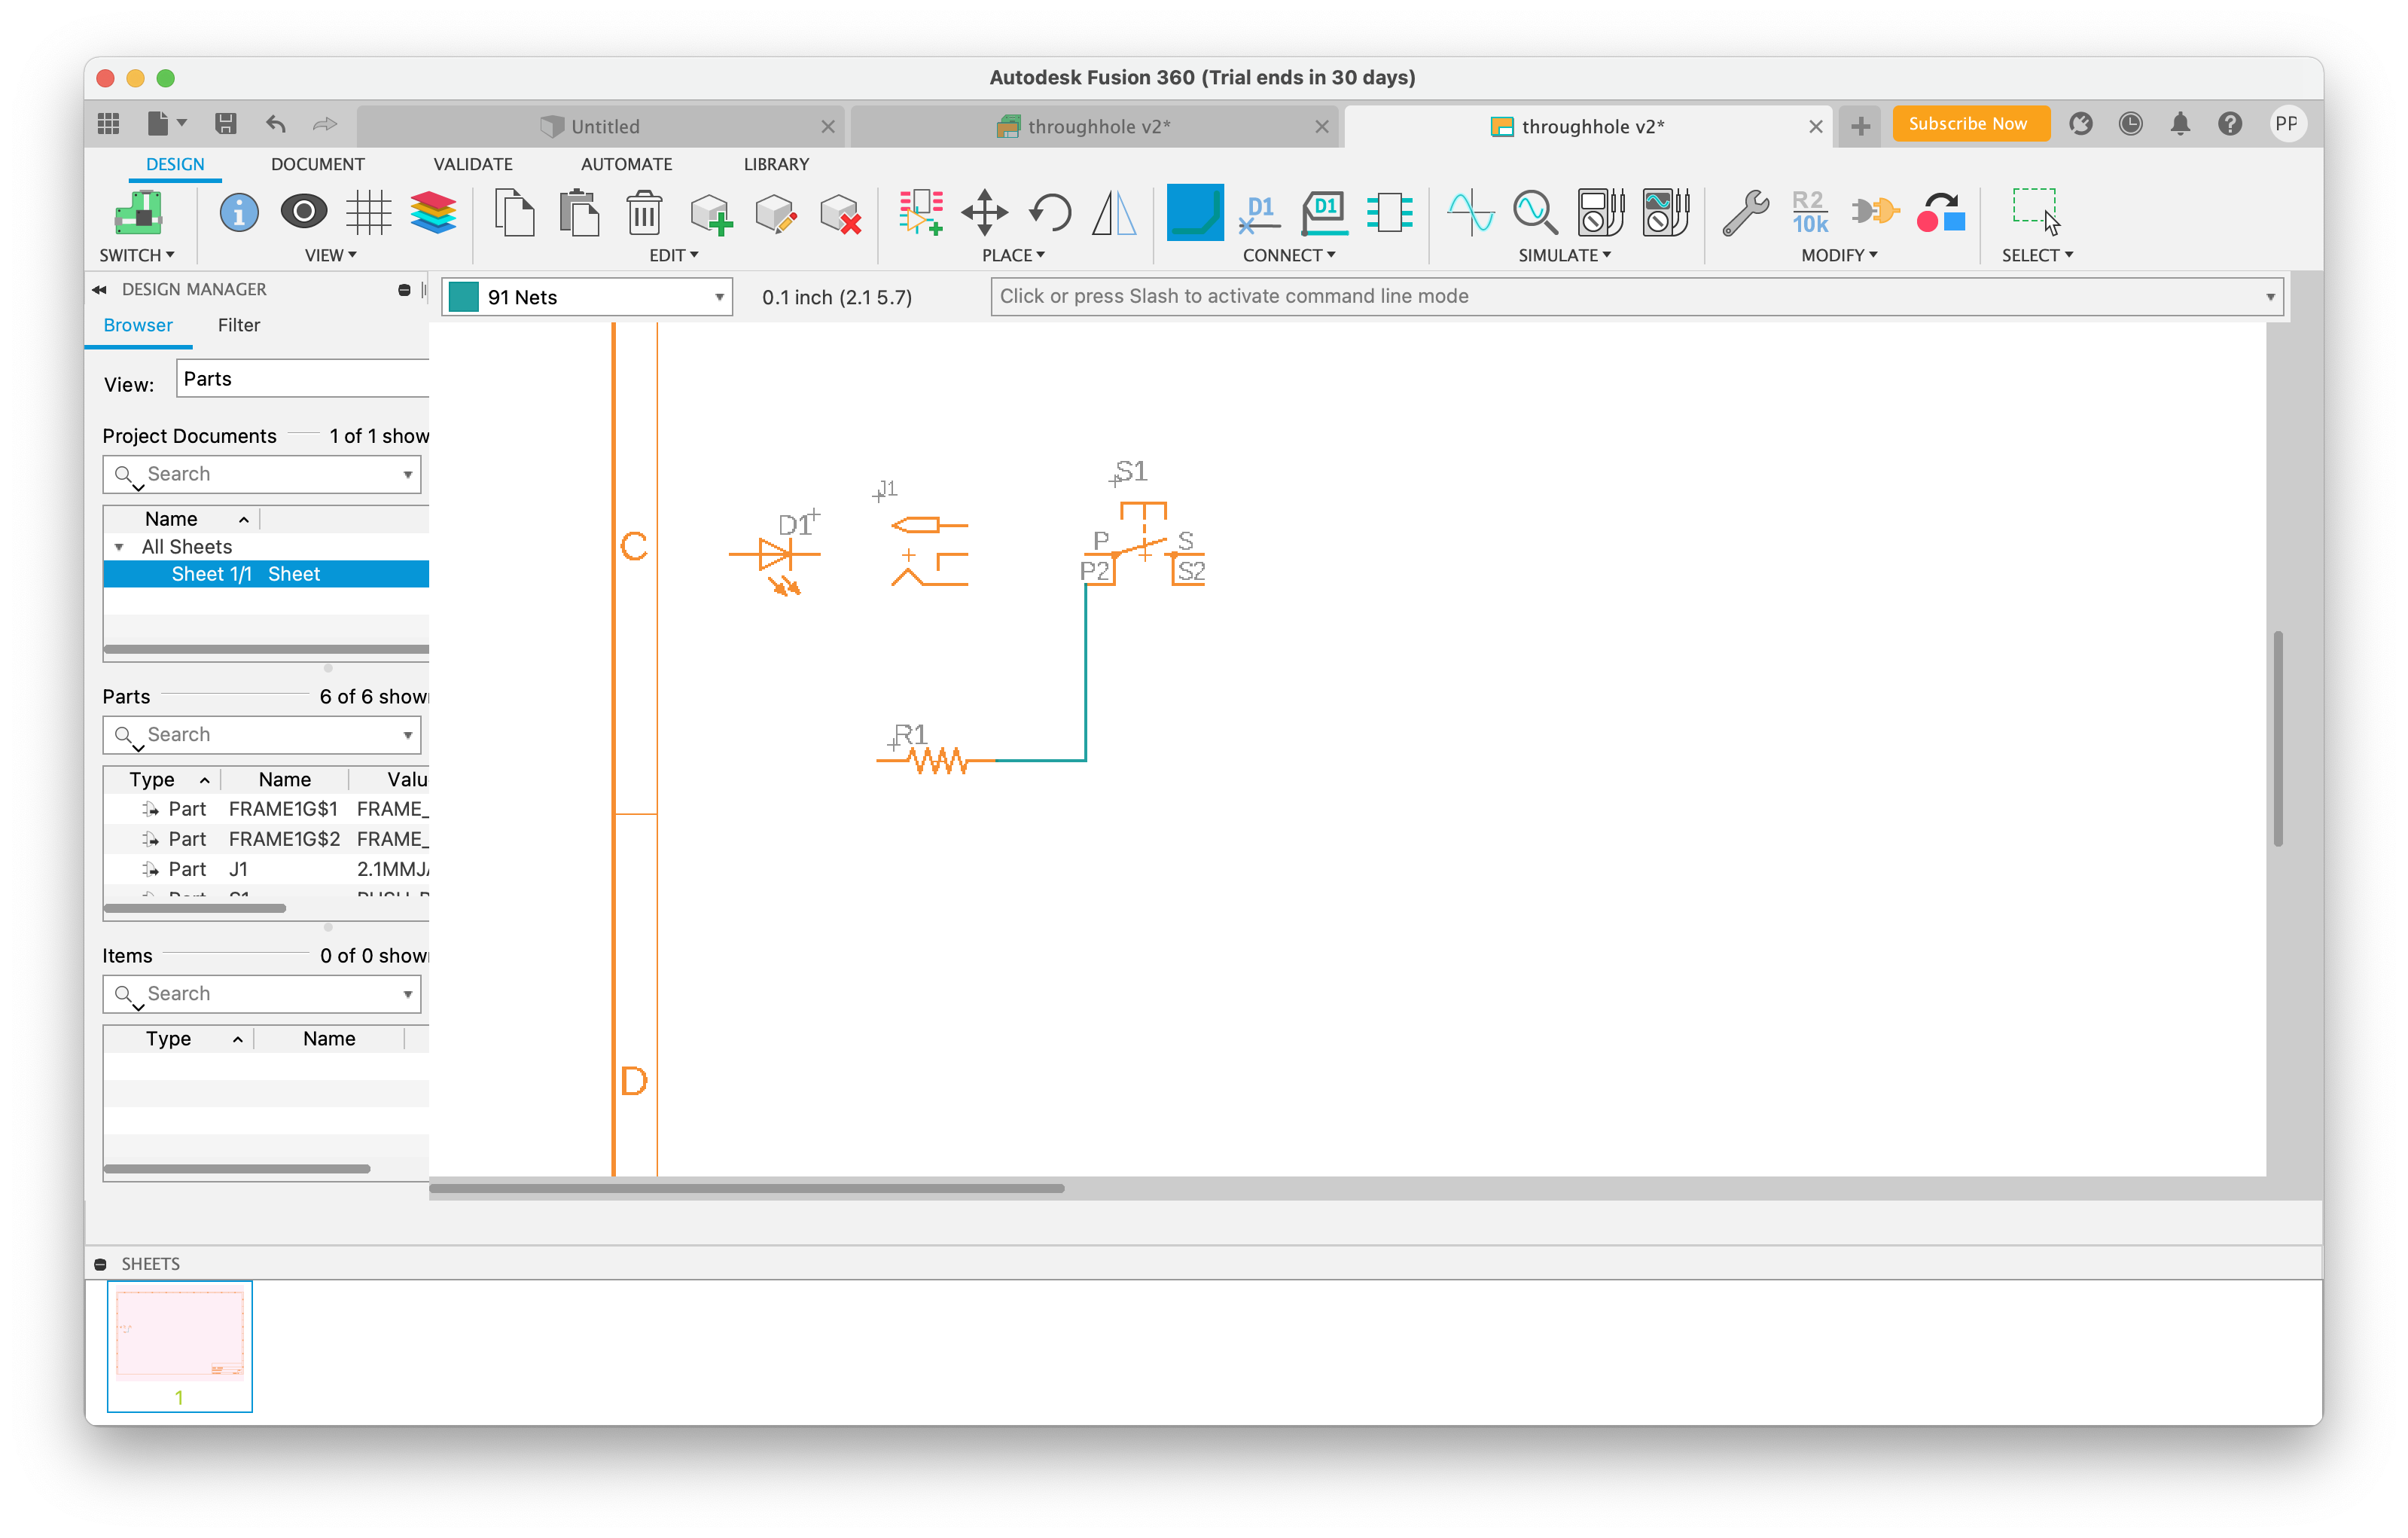 Autodesk Fusion 360 (Trial ends in 30 days)
Untitled
throughhole v2*
throughhole v2*
Subscribe Now
PP
DESIGN DOCUMENT VALIDATE AUTOMATE LIBRARY
D1 D1 R2 10k
SWITCH VIEW EDIT PLACE CONNECT SIMULATE MODIFY SELECT
DESIGN MANAGER
91 Nets
0.1 inch (2.1 5.7)
Click or press Slash to activate command line mode
Browser Filter
View: Parts
Project Documents 1 of 1 show
Search
Name
All Sheets
Sheet 1/1 Sheet
Parts 6 of 6 show
Search
Type Name Valu
Part FRAME1G$1 FRAME_
Part FRAME1G$2 FRAME_
Part J1 2.1MMJ
Items 0 of 0 show
Search
Type Name
C
D
D1
J1
S1
P S
P2 S2
R1
SHEETS
1